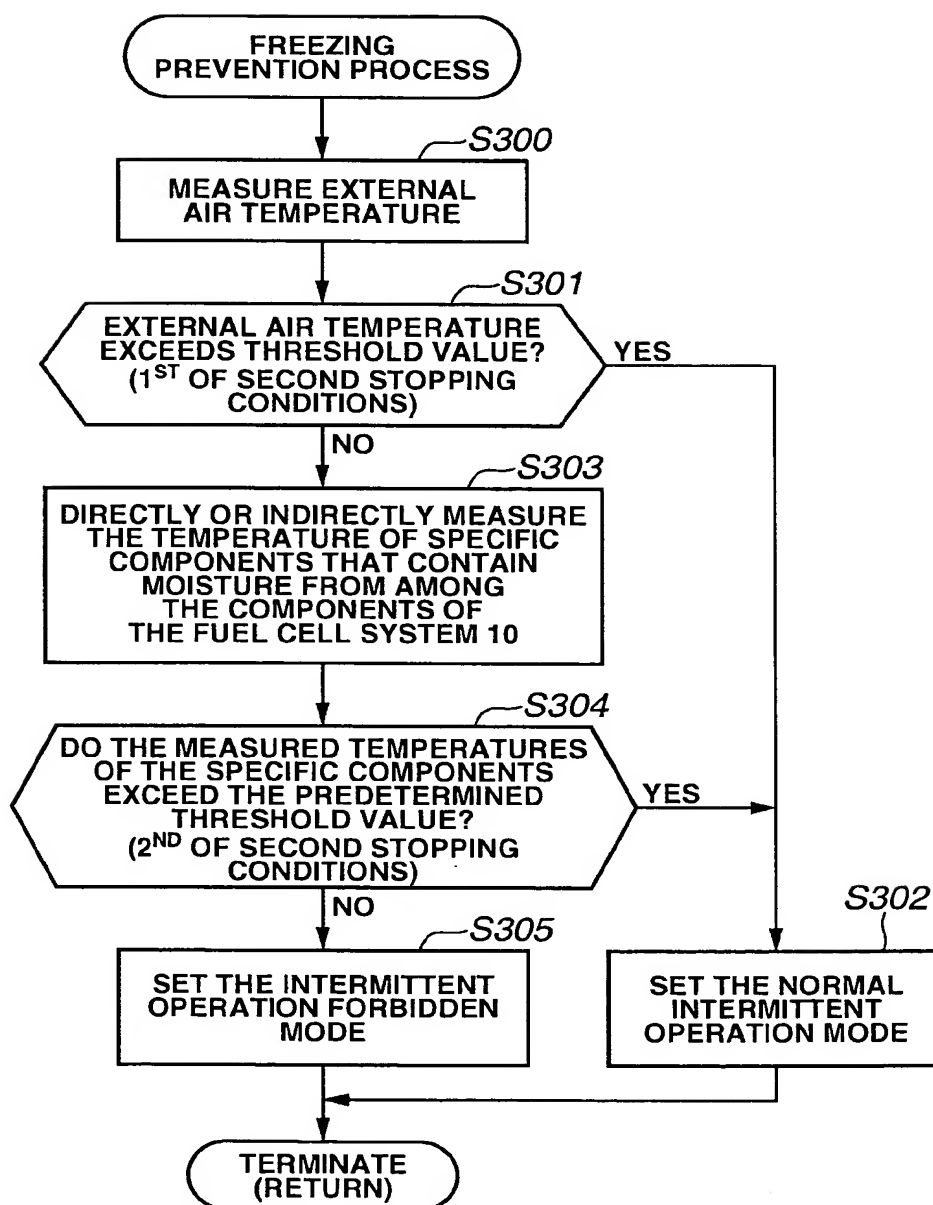 FREEZING
PREVENTION PROCESS
S300
MEASURE EXTERNAL
AIR TEMPERATURE
S301
EXTERNAL AIR TEMPERATURE
EXCEEDS THRESHOLD VALUE?
(1ST OF SECOND STOPPING
CONDITIONS)
YES
NO
S303
DIRECTLY OR INDIRECTLY MEASURE
THE TEMPERATURE OF SPECIFIC
COMPONENTS THAT CONTAIN
MOISTURE FROM AMONG
THE COMPONENTS OF
THE FUEL CELL SYSTEM 10
S304
DO THE MEASURED TEMPERATURES
OF THE SPECIFIC COMPONENTS
EXCEED THE PREDETERMINED
THRESHOLD VALUE?
(2ND OF SECOND STOPPING
CONDITIONS)
YES
NO
S305
SET THE INTERMITTENT
OPERATION FORBIDDEN
MODE
S302
SET THE NORMAL
INTERMITTENT
OPERATION MODE
TERMINATE
(RETURN)